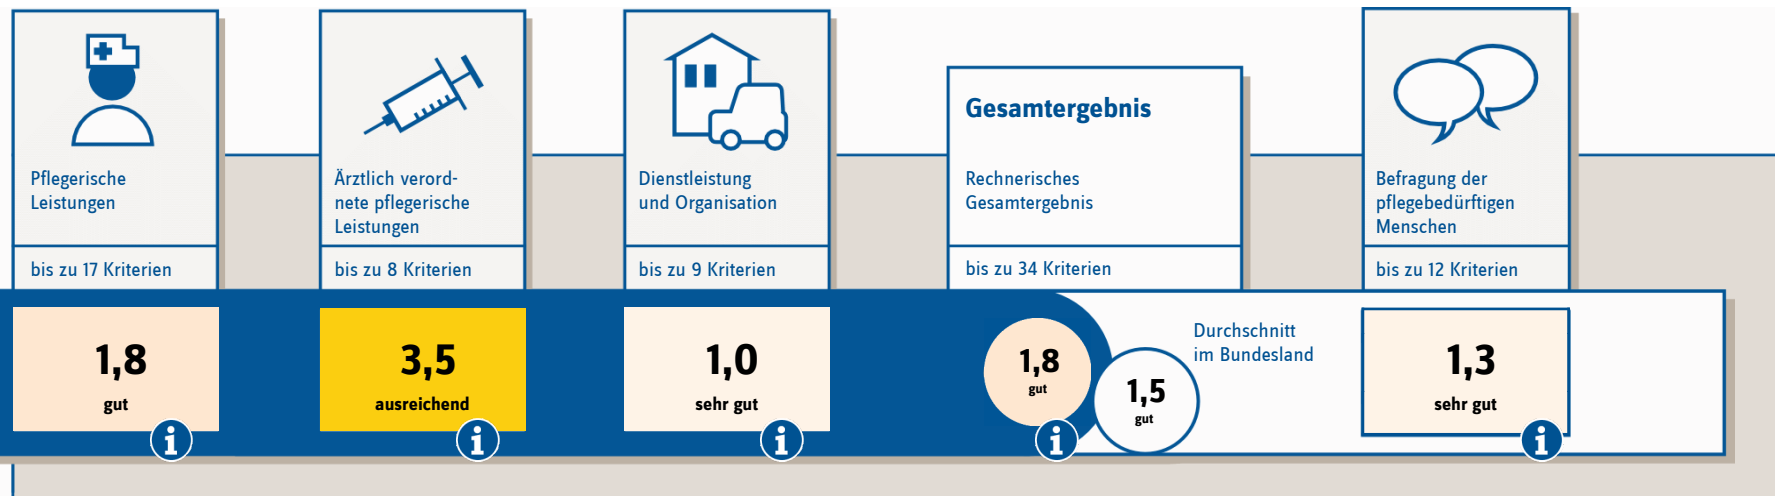 Pflegerische
Leistungen
bis zu 17 Kriterien
1,8
gut
i
Ärztlich verord-
nete pflegerische
Leistungen
bis zu 8 Kriterien
3,5
ausreichend
i
Dienstleistung
und Organisation
bis zu 9 Kriterien
1,0
sehr gut
i
Gesamtergebnis
Rechnerisches
Gesamtergebnis
bis zu 34 Kriterien
1,8
gut
i
Durchschnitt
im Bundesland
1,5
gut
Befragung der
pflegebedürftigen
Menschen
bis zu 12 Kriterien
1,3
sehr gut
i